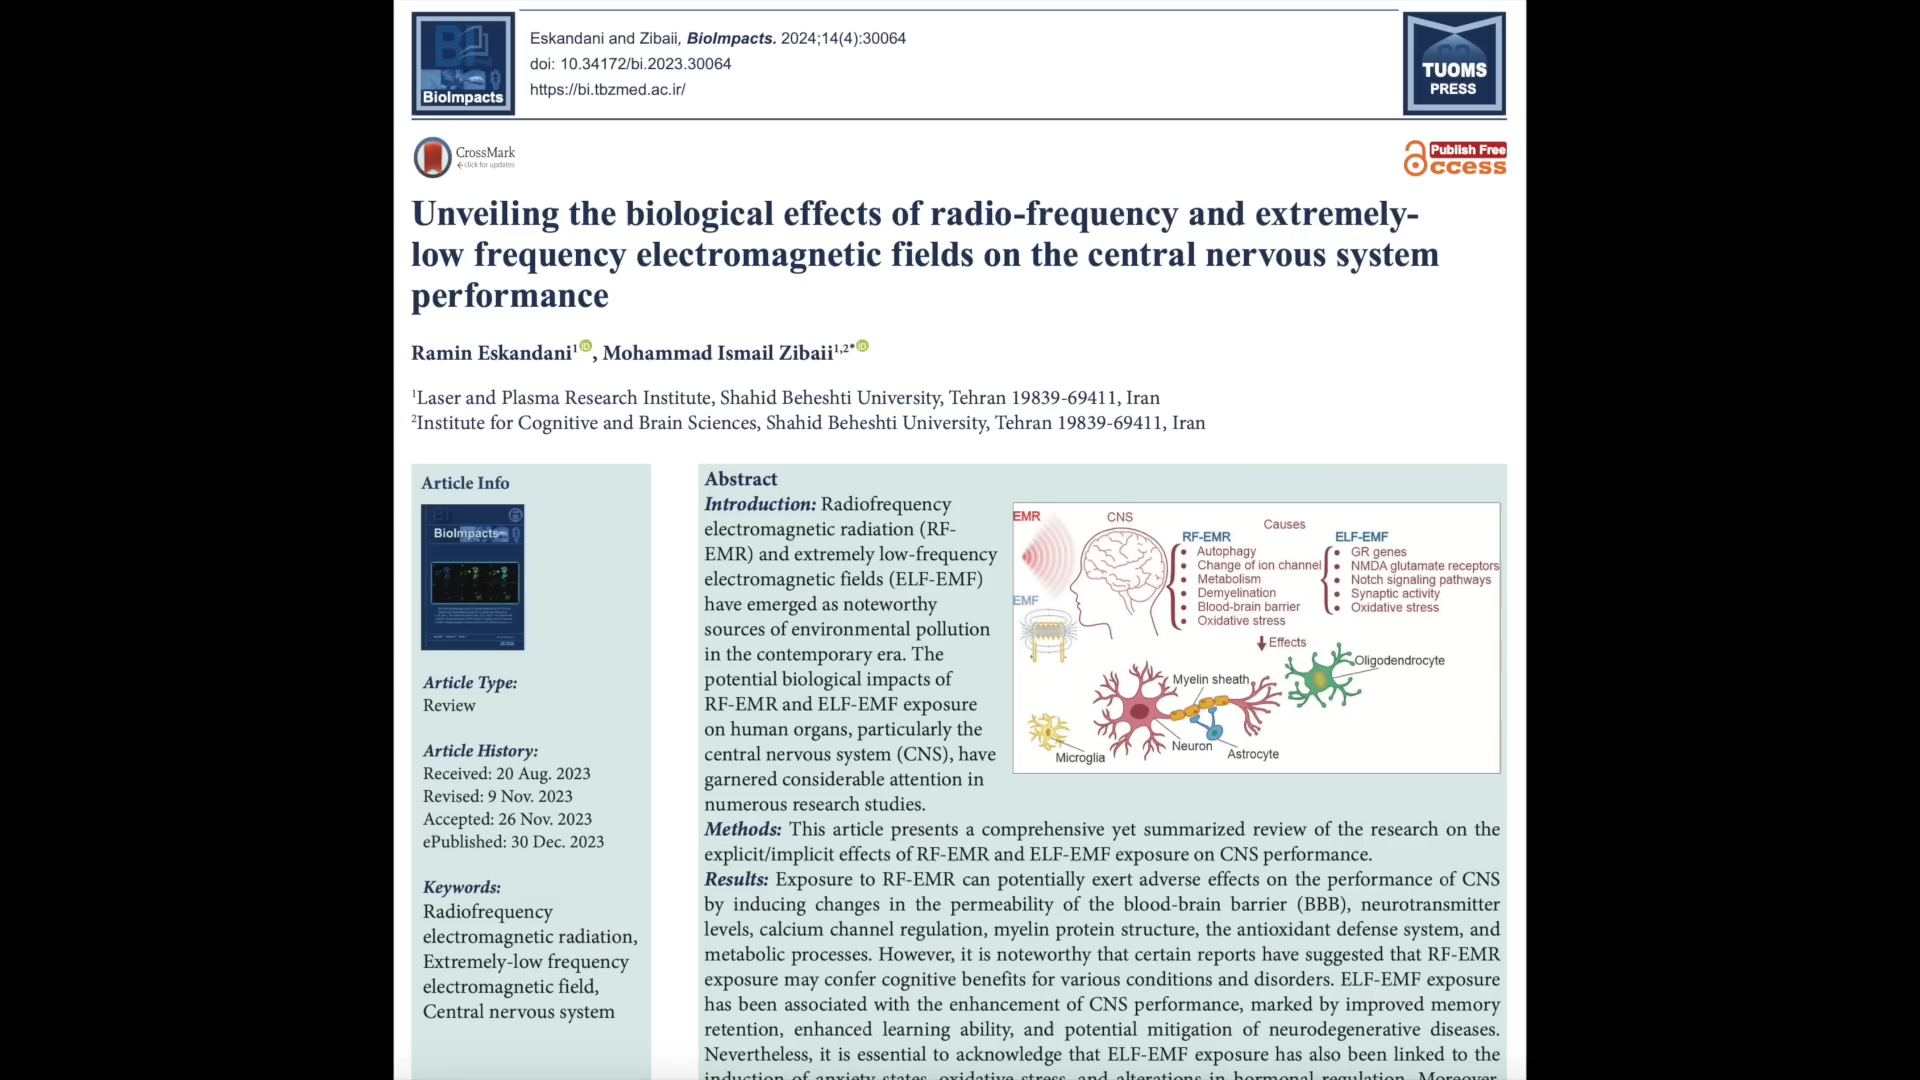 BioImpacts
Eskandani and Zibaii, BioImpacts. 2024;14(4):30064
doi: 10.34172/bi.2023.30064
https://bi.tbzmed.ac.ir/
TUOMS
PRESS
CrossMark
click for updates
Publish Free
ccess
Unveiling the biological effects of radio-frequency and extremely-
low frequency electromagnetic fields on the central nervous system
performance
Ramin Eskandani1, Mohammad Ismail Zibaii1,2*
1Laser and Plasma Research Institute, Shahid Beheshti University, Tehran 19839-69411, Iran
2Institute for Cognitive and Brain Sciences, Shahid Beheshti University, Tehran 19839-69411, Iran
Article Info
BioImpacts
Article Type:
Review
Article History:
Received: 20 Aug. 2023
Revised: 9 Nov. 2023
Accepted: 26 Nov. 2023
ePublished: 30 Dec. 2023
Keywords:
Radiofrequency
electromagnetic radiation,
Extremely-low frequency
electromagnetic field,
Central nervous system
Abstract
Introduction: Radiofrequency
electromagnetic radiation (RF-
EMR) and extremely low-frequency
electromagnetic fields (ELF-EMF)
have emerged as noteworthy
sources of environmental pollution
in the contemporary era. The
potential biological impacts of
RF-EMR and ELF-EMF exposure
on human organs, particularly the
central nervous system (CNS), have
garnered considerable attention in
numerous research studies.
EMR
CNS
Causes
RF-EMR
• Autophagy
• Change of ion channel
• Metabolism
• Demyelination
• Blood-brain barrier
• Oxidative stress
ELF-EMF
• GR genes
• NMDA glutamate receptors
• Notch signaling pathways
• Synaptic activity
• Oxidative stress
EMF
Effects
Oligodendrocyte
Myelin sheath
Neuron
Astrocyte
Microglia
Methods: This article presents a comprehensive yet summarized review of the research on the
explicit/implicit effects of RF-EMR and ELF-EMF exposure on CNS performance.
Results: Exposure to RF-EMR can potentially exert adverse effects on the performance of CNS
by inducing changes in the permeability of the blood-brain barrier (BBB), neurotransmitter
levels, calcium channel regulation, myelin protein structure, the antioxidant defense system, and
metabolic processes. However, it is noteworthy that certain reports have suggested that RF-EMR
exposure may confer cognitive benefits for various conditions and disorders. ELF-EMF exposure
has been associated with the enhancement of CNS performance, marked by improved memory
retention, enhanced learning ability, and potential mitigation of neurodegenerative diseases.
Nevertheless, it is essential to acknowledge that ELF-EMF exposure has also been linked to the
induction of anxiety states, oxidative stress, and alterations in hormonal regulation. Moreover,